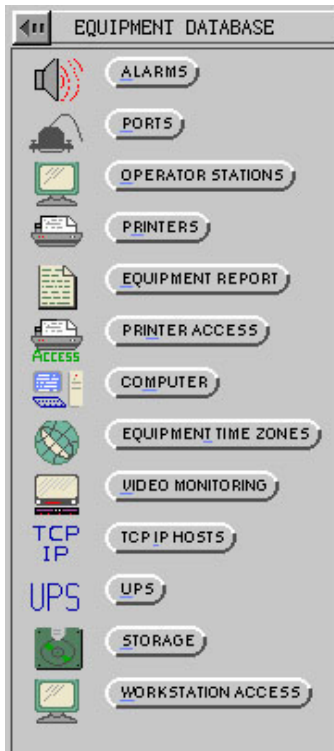 EQUIPMENT DATABASE
ALARMS
PORTS
OPERATOR STATIONS
PRINTERS
EQUIPMENT REPORT
PRINTER ACCESS
ACCESS
COMPUTER
EQUIPMENT TIME ZONES
VIDEO MONITORING
TCP
IP
TCP IP HOSTS
UPS
UPS
STORAGE
WORKSTATION ACCESS